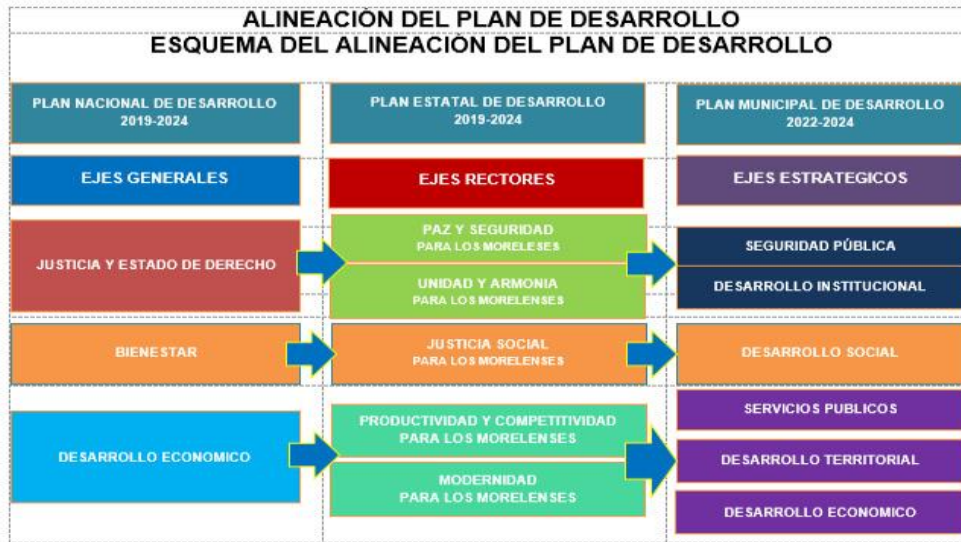 ALINEACIÓN DEL PLAN DE DESARROLLO
ESQUEMA DEL ALINEACIÓN DEL PLAN DE DESARROLLO
PLAN NACIONAL DE DESARROLLO
2019-2024
PLAN ESTATAL DE DESARROLLO
2019-2024
PLAN MUNICIPAL DE DESARROLLO
2022-2024
EJES GENERALES
EJES RECTORES
EJES ESTRATEGICOS
JUSTICIA Y ESTADO DE DERECHO
PAZ Y SEGURIDAD
PARA LOS MORELESES
UNIDAD Y ARMONIA
PARA LOS MORELENSES
SEGURIDAD PÚBLICA
DESARROLLO INSTITUCIONAL
BIENESTAR
JUSTICIA SOCIAL
PARA LOS MORELENSES
DESARROLLO SOCIAL
DESARROLLO ECONOMICO
PRODUCTIVIDAD Y COMPETITIVIDAD
PARA LOS MORELENSES
MODERNIDAD
PARA LOS MORELENSES
SERVICIOS PUBLICOS
DESARROLLO TERRITORIAL
DESARROLLO ECONOMICO